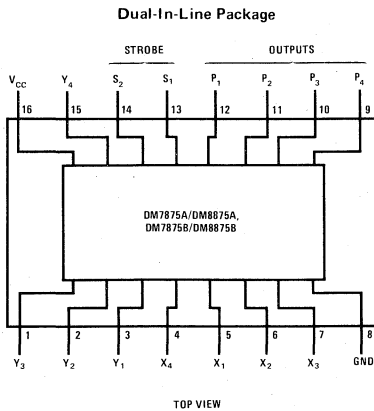 Dual-In-Line Package
STROBE OUTPUTS
VCC Y4 S2 S1 P1 P2 P3 P4
16 15 14 13 12 11 10 9
DM7875A/DM8875A,
DM7875B/DM8875B
1 2 3 4 5 6 7 8
Y3 Y2 Y1 X4 X1 X2 X3 GND
TOP VIEW